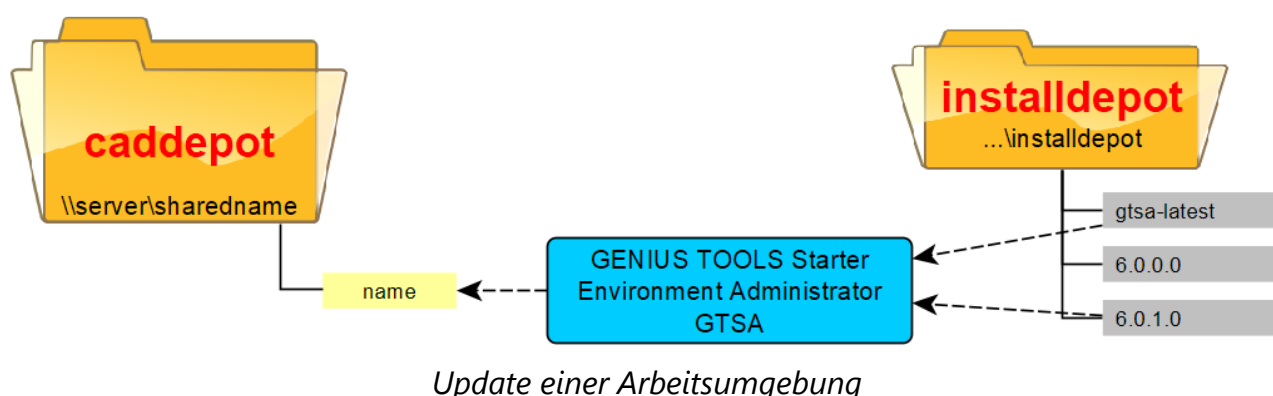 caddepot
\\server\sharedname
name
GENIUS TOOLS Starter
Environment Administrator
GTSA
installdepot
...\installdepot
gtsa-latest
6.0.0.0
6.0.1.0
Update einer Arbeitsumgebung